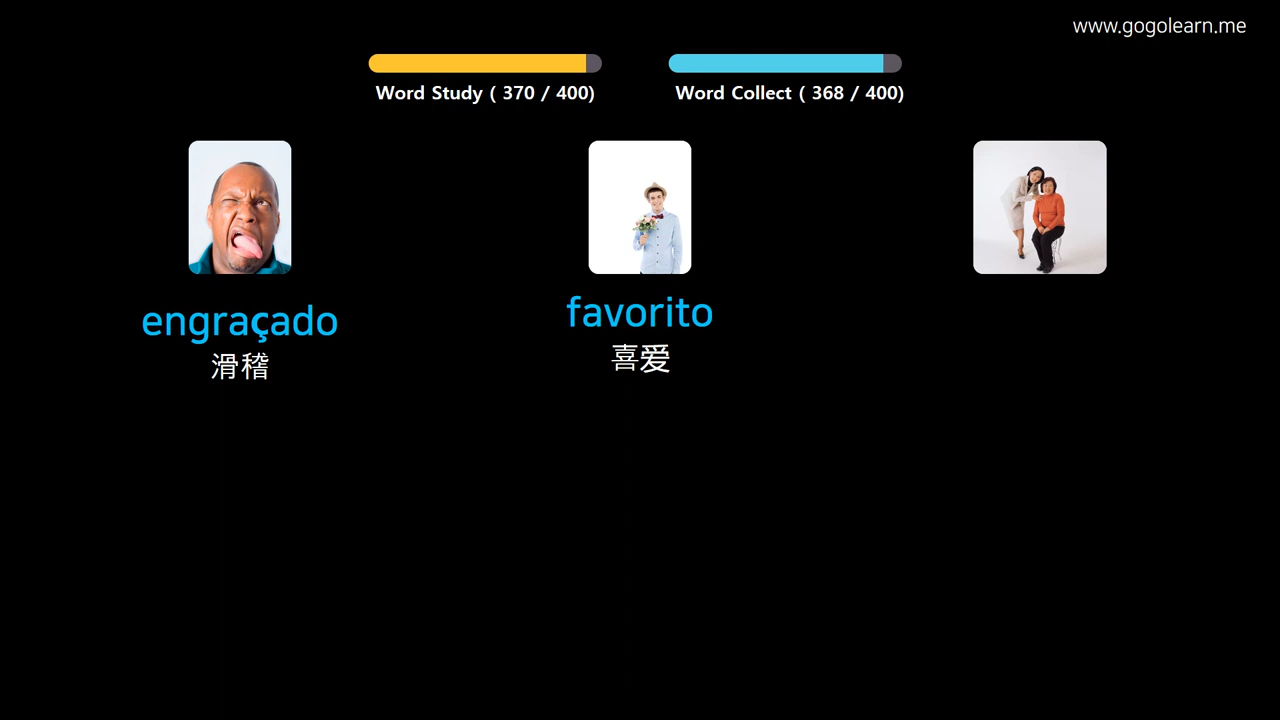 www.gogolearn.me
Word Study ( 370 / 400)
Word Collect ( 368 / 400)
engraçado
滑稽
favorito
喜爱